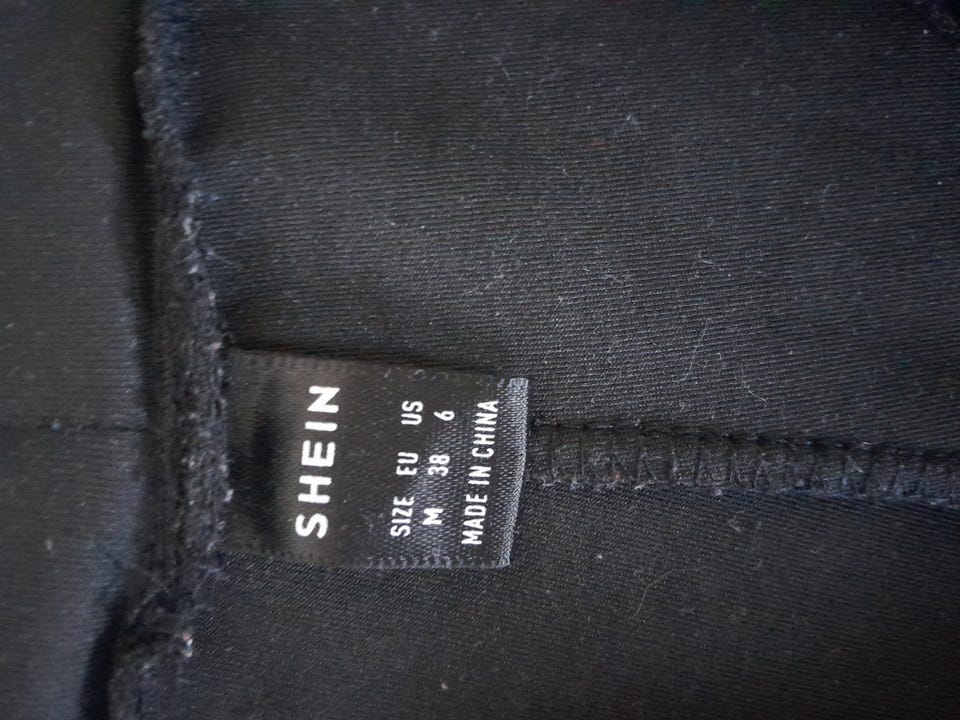 SHEIN
SIZE EU US
M 38 6
MADE IN CHINA